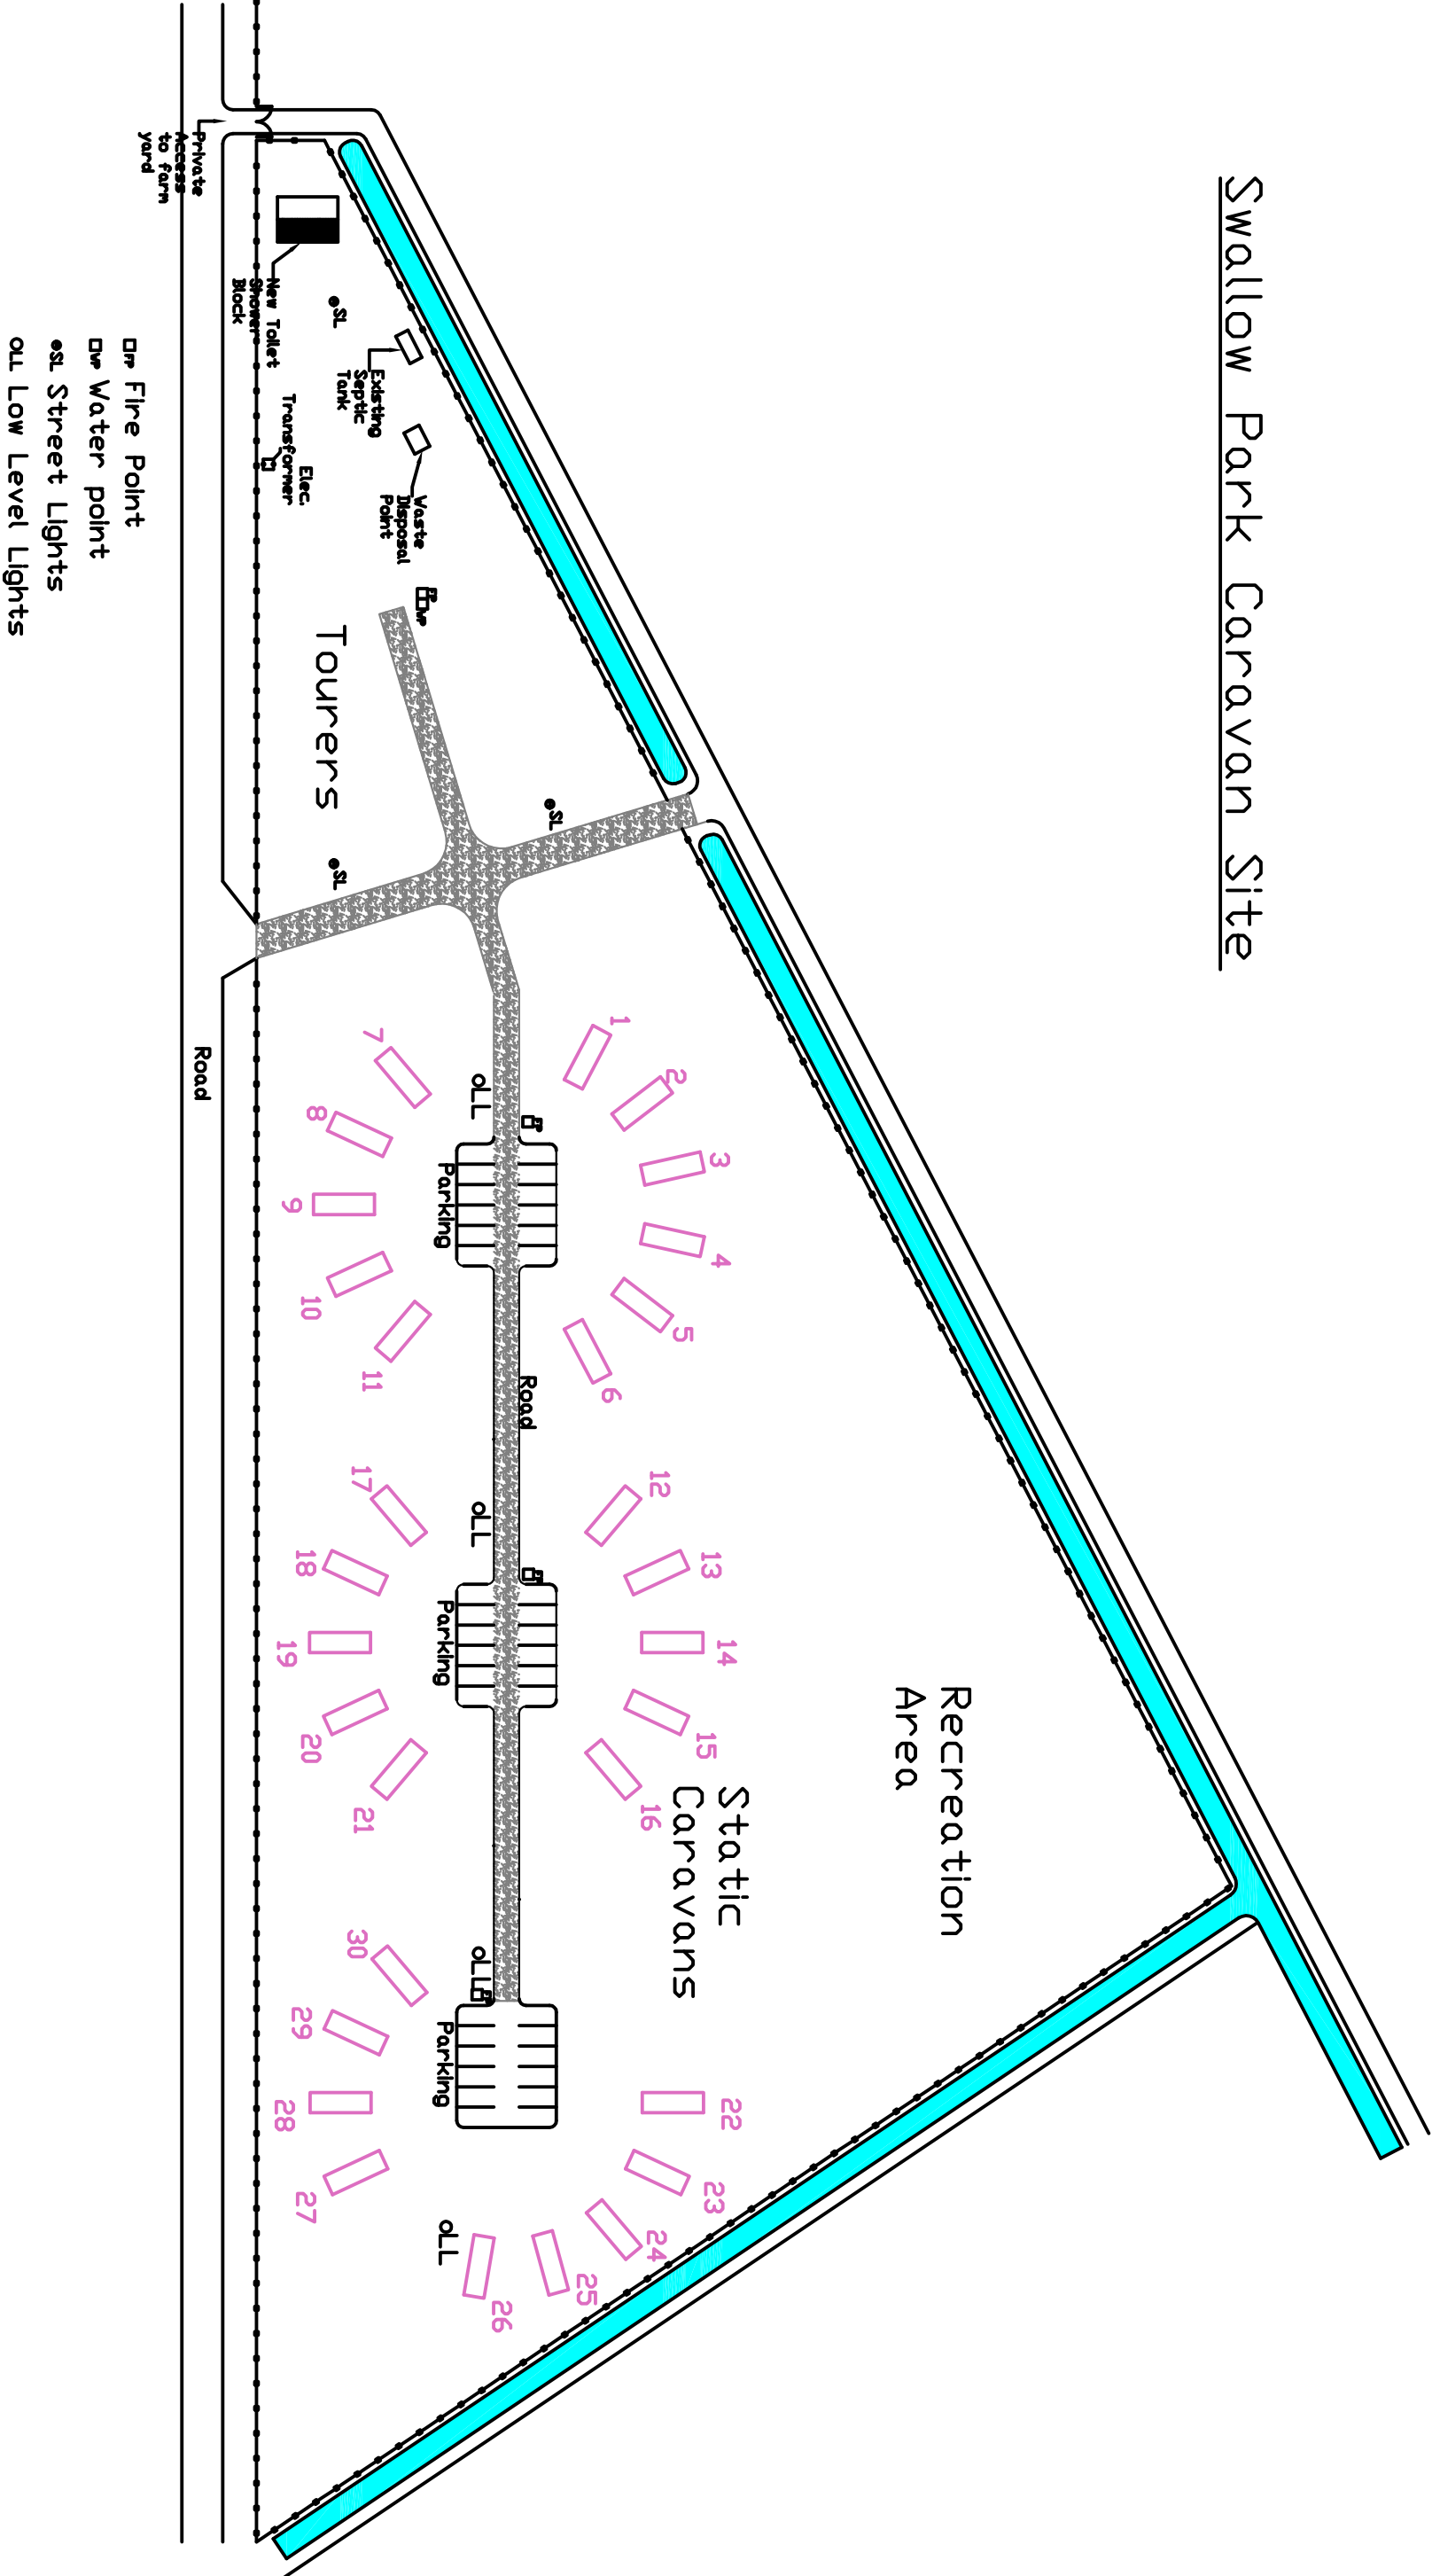 Swallow Park Caravan Site
Private
Access
to farm
yard
New Toilet
Shower
Block
SL
Existing
Septic
Tank
Elec.
Transformer
Waste
Disposal
Point
FP
WP
Tourers
SL
SL
Road
1
2
3
4
5
6
7
8
9
10
11
LL
FP
Parking
Road
12
13
14
15
16
17
18
19
20
21
LL
FP
Parking
Recreation
Area
Static
Caravans
22
23
24
25
26
27
28
29
30
LL
FP
Parking
LL
FP Fire Point
WP Water point
SL Street Lights
LL Low Level Lights